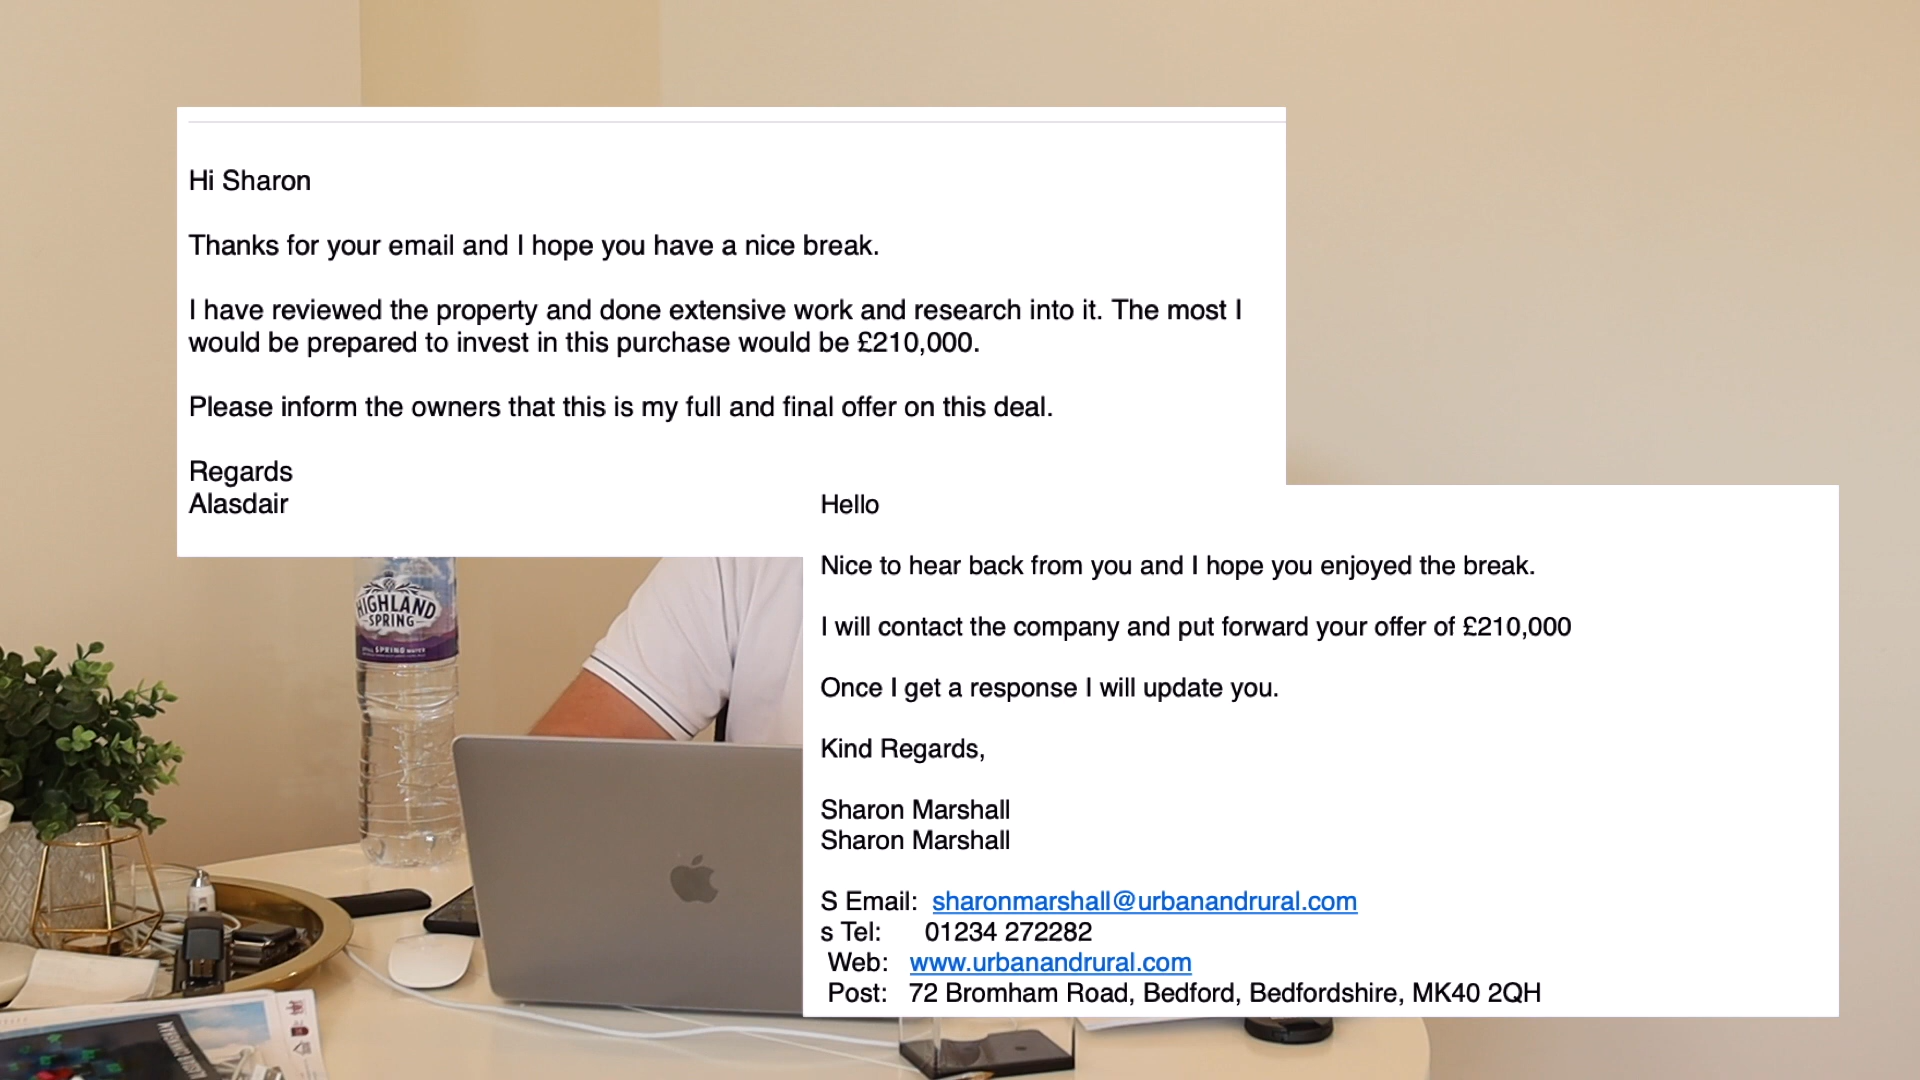 Hi Sharon
Thanks for your email and I hope you have a nice break.
I have reviewed the property and done extensive work and research into it. The most I
would be prepared to invest in this purchase would be £210,000.
Please inform the owners that this is my full and final offer on this deal.
Regards
Alasdair
Hello
Nice to hear back from you and I hope you enjoyed the break.
I will contact the company and put forward your offer of £210,000
Once I get a response I will update you.
Kind Regards,
Sharon Marshall
Sharon Marshall
S Email: sharonmarshall@urbanandrural.com
s Tel: 01234 272282
Web: www.urbanandrural.com
Post: 72 Bromham Road, Bedford, Bedfordshire, MK40 2QH
HIGHLAND
SPRING
SPRING WATER